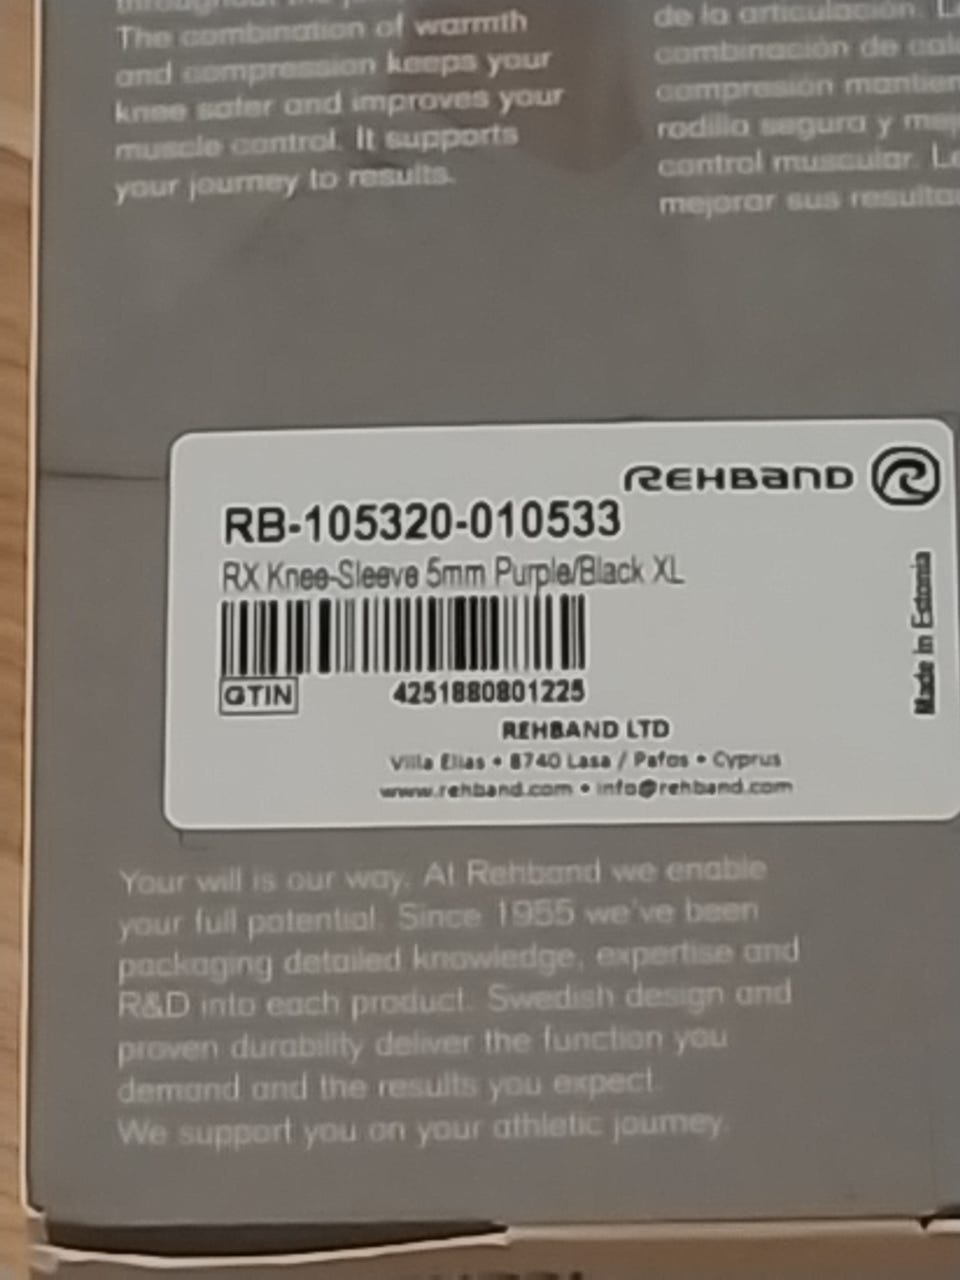 The combination of warmth
and compression keeps your
knee safer and improves your
muscle control. It supports
your journey to results.
de la articulación.
combinación de
compresión
rodilla segura y
control muscular.
mejorar sus
REHBAND
RB-105320-010533
RX Knee-Sleeve 5mm Purple/Black XL
Made in Estonia
GTIN 4251880801225
REHBAND LTD
Villa Elias • 8740 Lasa / Pafos • Cyprus
www.rehband.com • info@rehband.com
Your will is our way. At Rehband we enable
your full potential. Since 1955 we've been
packaging detailed knowledge, expertise and
R&D into each product. Swedish design and
proven durability deliver the function you
demand and the results you expect.
We support you on your athletic journey.